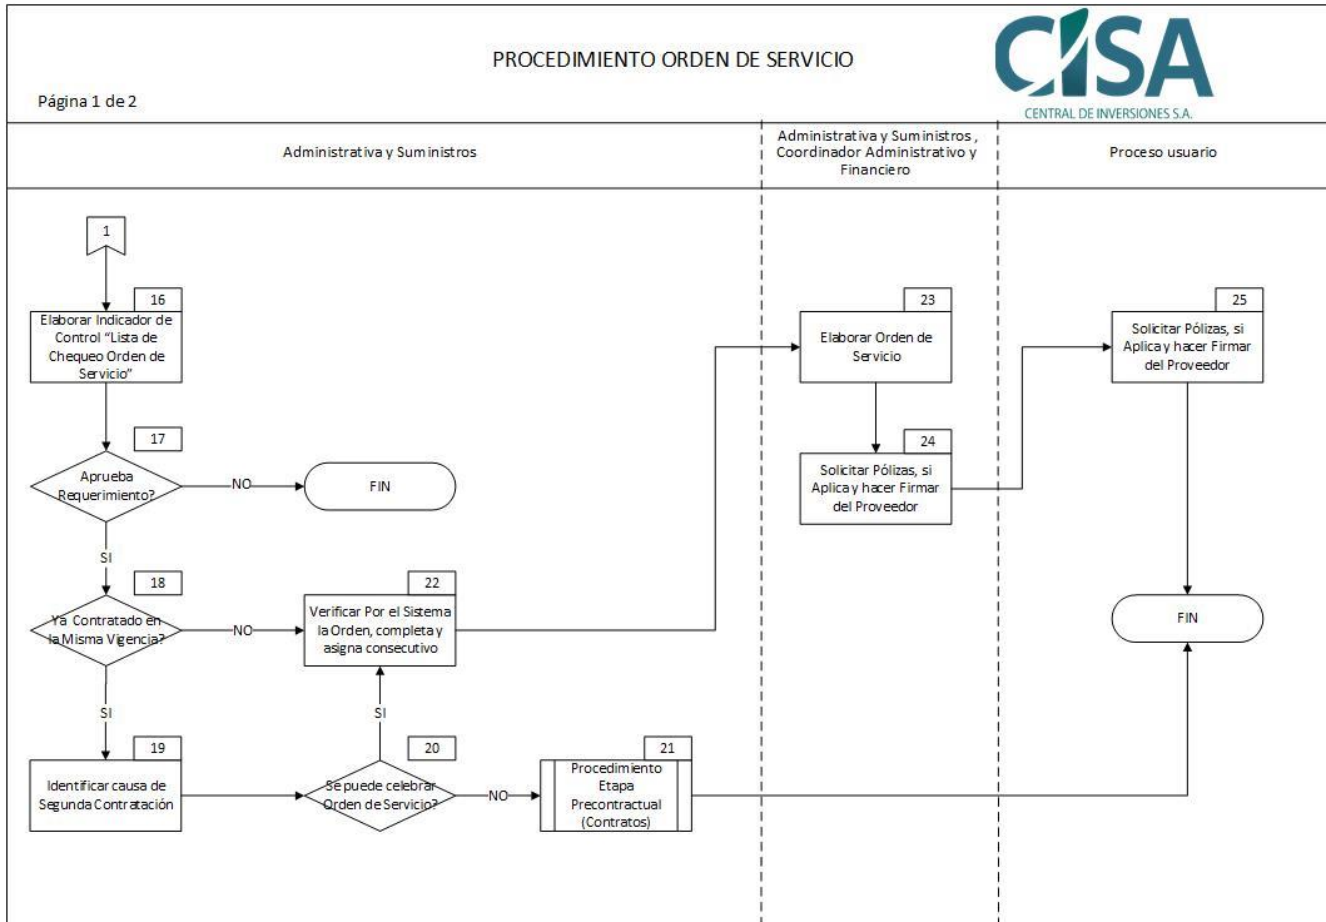 PROCEDIMIENTO ORDEN DE SERVICIO
CISA
CENTRAL DE INVERSIONES S.A.
Página 1 de 2
Administrativa y Suministros
Administrativa y Suministros ,
Coordinador Administrativo y
Financiero
Proceso usuario
1
16
Elaborar Indicador de
Control “Lista de
Chequeo Orden de
Servicio”
17
Aprueba
Requerimiento?
NO
FIN
SI
18
Ya Contratado en
la Misma Vigencia?
NO
22
Verificar Por el Sistema
la Orden, completa y
asigna consecutivo
SI
SI
19
Identificar causa de
Segunda Contratación
20
Se puede celebrar
Orden de Servicio?
NO
21
Procedimiento
Etapa
Precontractual
(Contratos)
23
Elaborar Orden de
Servicio
24
Solicitar Pólizas, si
Aplica y hacer Firmar
del Proveedor
25
Solicitar Pólizas, si
Aplica y hacer Firmar
del Proveedor
FIN